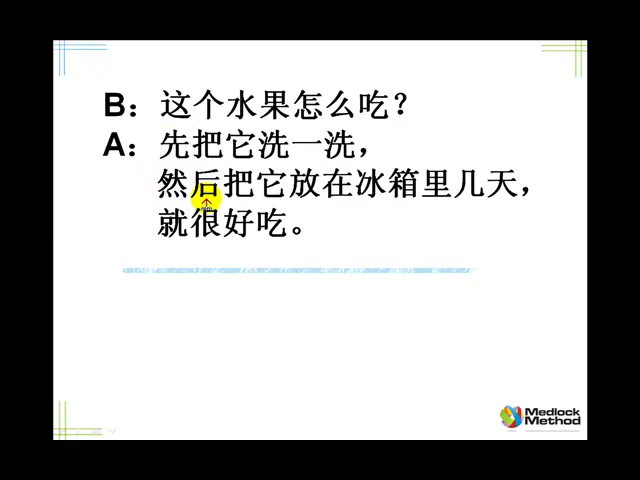 B：这个水果怎么吃？
A：先把它洗一洗，
然后把它放在冰箱里几天，
就很好吃。
Medlock
Method